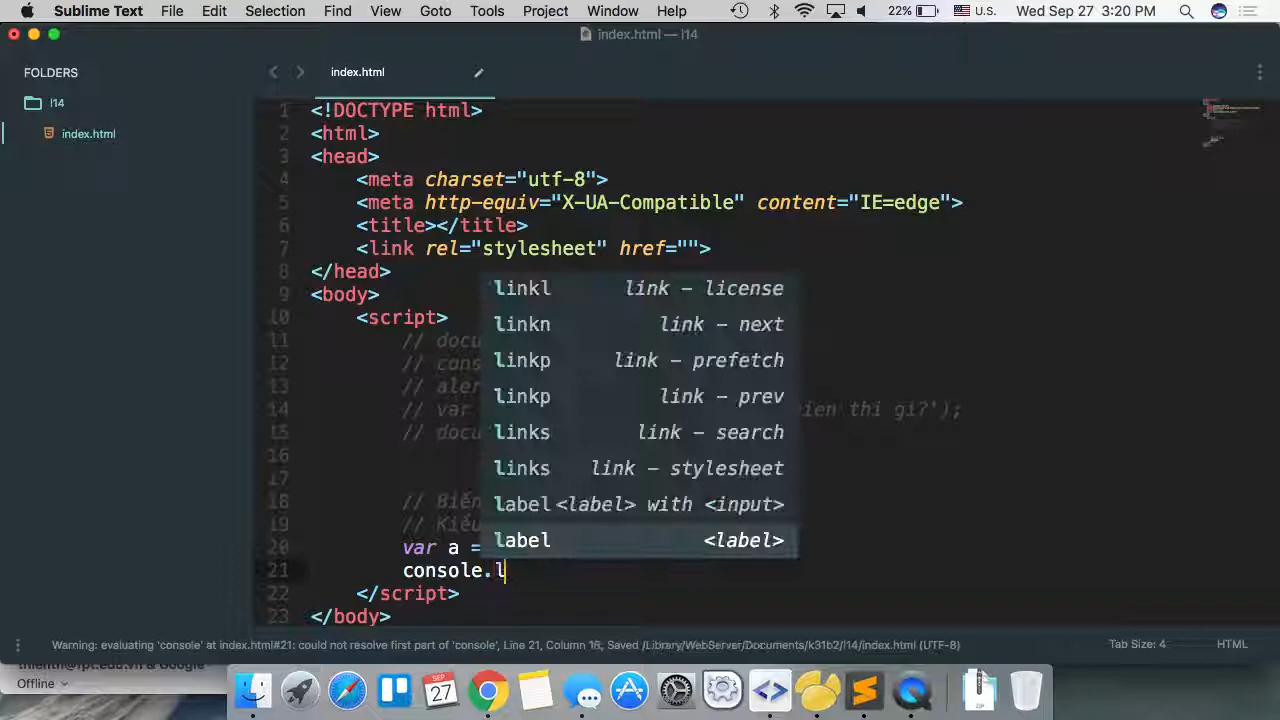 Sublime Text File Edit Selection Find View Goto Tools Project Window Help 22% U.S. Wed Sep 27 3:20 PM
index.html — l14
FOLDERS
index.html
l14
index.html
1 <!DOCTYPE html>
2 <html>
3 <head>
4 <meta charset="utf-8">
5 <meta http-equiv="X-UA-Compatible" content="IE=edge">
6 <title></title>
7 <link rel="stylesheet" href="">
8 </head>
9 <body>
10 <script>
11 // docu
12 // cons
13 // aler
14 // var ien thi gi?');
15 // docu
16
17
18 // Biến
19 // Kiểu
20 var a =
21 console.l
22 </script>
23 </body>
linkl link – license
linkn link – next
linkp link – prefetch
linkp link – prev
links link – search
links link – stylesheet
label <label> with <input>
label <label>
Warning: evaluating 'console' at index.html#21: could not resolve first part of 'console', Line 21, Column 16, Saved /Library/WebServer/Documents/k31b2/l14/index.html (UTF-8) Tab Size: 4 HTML
& Google
Offline
SEP
27
ZIP